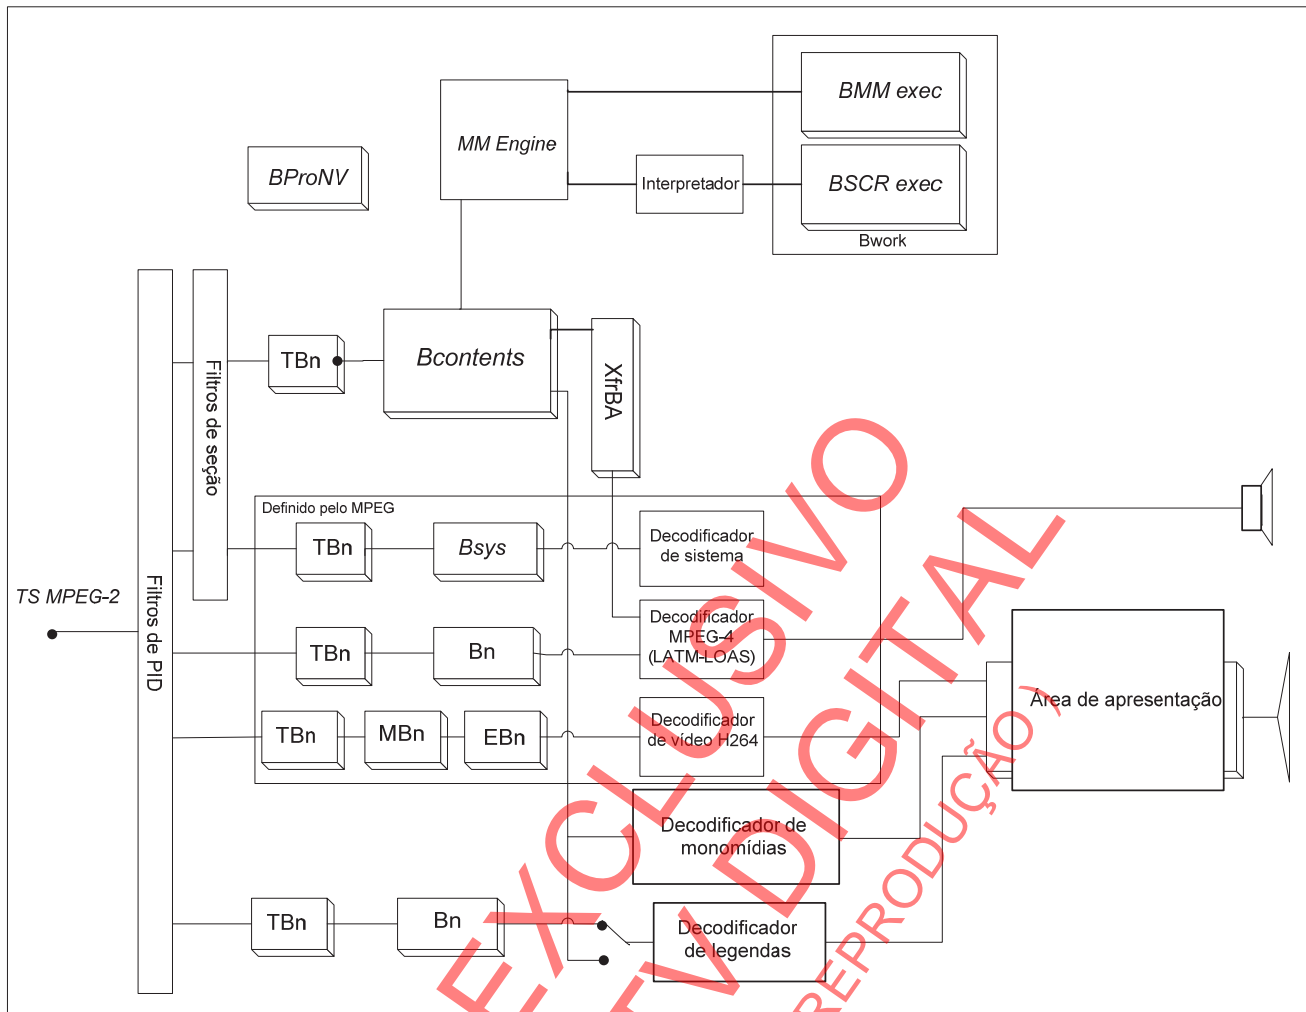 BMM exec
MM Engine
BProNV
Interpretador
BSCR exec
Bwork
TBn
Bcontents
XfrBA
Filtros de seção
Definido pelo MPEG
TBn
Bsys
Decodificador
de sistema
TS MPEG-2
Filtros de PID
TBn
Bn
Decodificador
MPEG-4
(LATM-LOAS)
Área de apresentação
TBn
MBn
EBn
Decodificador
de vídeo H264
Decodificador de
monomídias
TBn
Bn
Decodificador
de legendas
EXCLUSIVO
TV DIGITAL
REPRODUÇÃO )